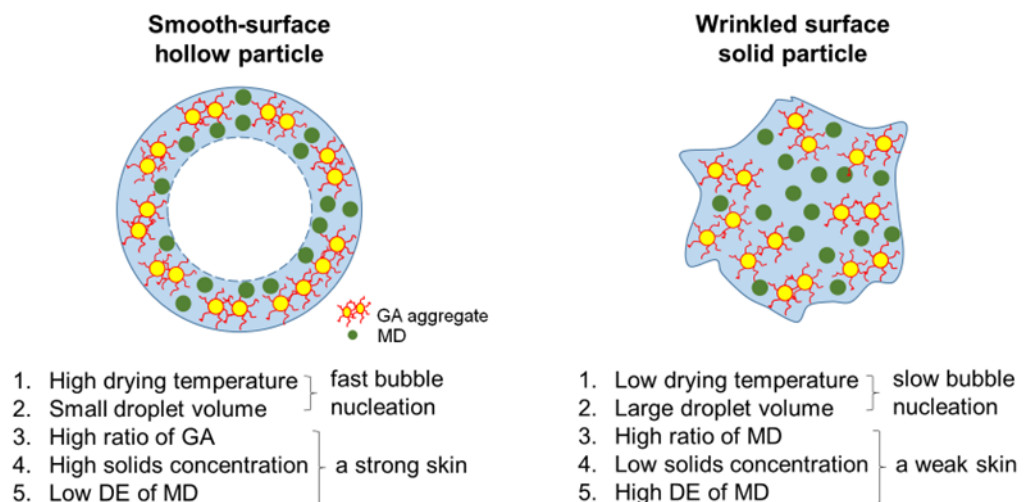 Smooth-surface
hollow particle
Wrinkled surface
solid particle
GA aggregate
MD
1. High drying temperature
2. Small droplet volume
fast bubble
nucleation
3. High ratio of GA
4. High solids concentration
5. Low DE of MD
a strong skin
1. Low drying temperature
2. Large droplet volume
slow bubble
nucleation
3. High ratio of MD
4. Low solids concentration
5. High DE of MD
a weak skin